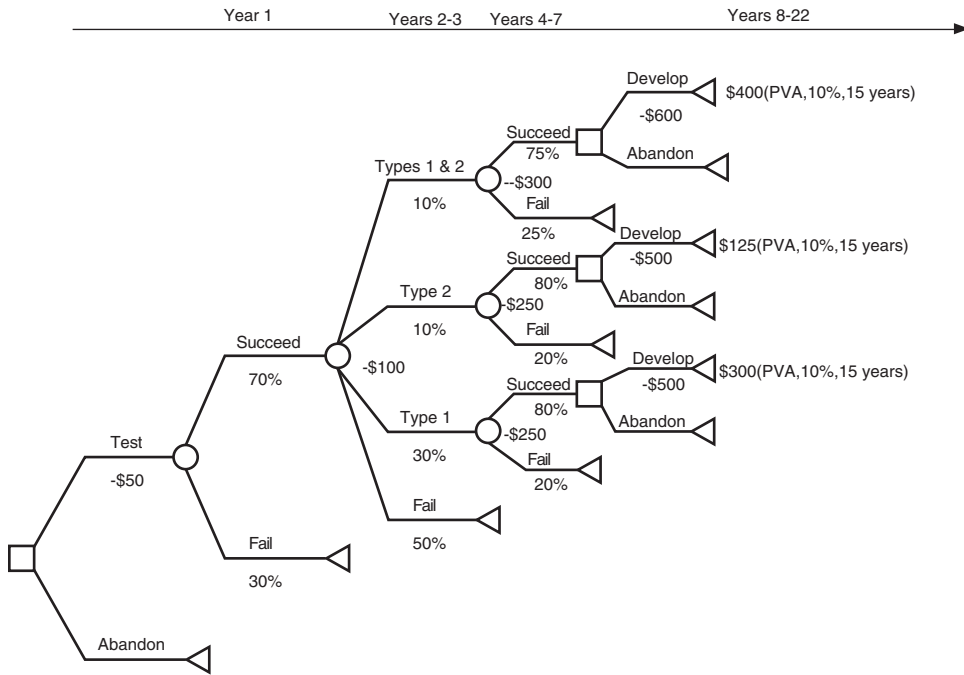 Year 1
Years 2-3
Years 4-7
Years 8-22
Develop
$400(PVA,10%,15 years)
-$600
Succeed
75%
Abandon
Types 1 & 2
--$300
10%
Fail
25%
Develop
$125(PVA,10%,15 years)
-$500
Succeed
80%
Abandon
Type 2
-$250
10%
Fail
20%
Succeed
70%
-$100
Develop
$300(PVA,10%,15 years)
-$500
Succeed
80%
Abandon
Type 1
-$250
30%
Fail
20%
Test
-$50
Fail
50%
Fail
30%
Abandon